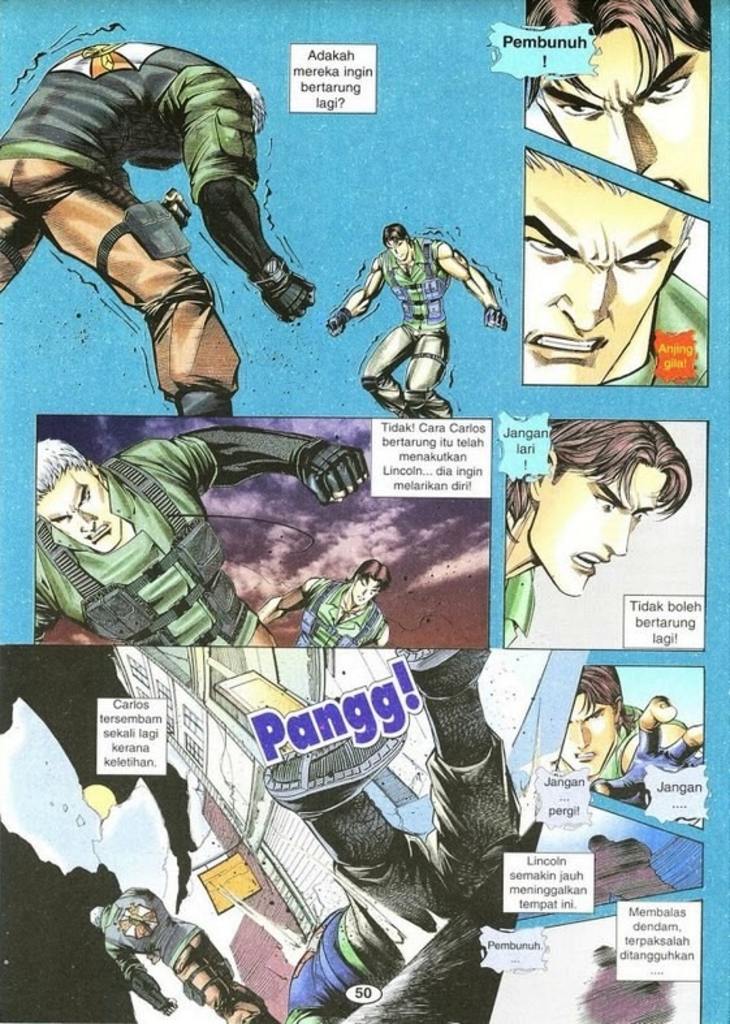 Adakah
mereka ingin
bertarung
lagi?
Pembunuh
!
Anjing
gila!
Tidak! Cara Carlos
bertarung itu telah
menakutkan
Lincoln... dia ingin
melarikan diri!
Jangan
lari
!
Tidak boleh
bertarung
lagi!
Carlos
tersembam
sekali lagi
kerana
keletihan.
Pangg!
Jangan
...
pergi!
Jangan
....
Lincoln
semakin jauh
meninggalkan
tempat ini.
Pembunuh.
...
Membalas
dendam,
terpaksalah
ditangguhkan
....
50